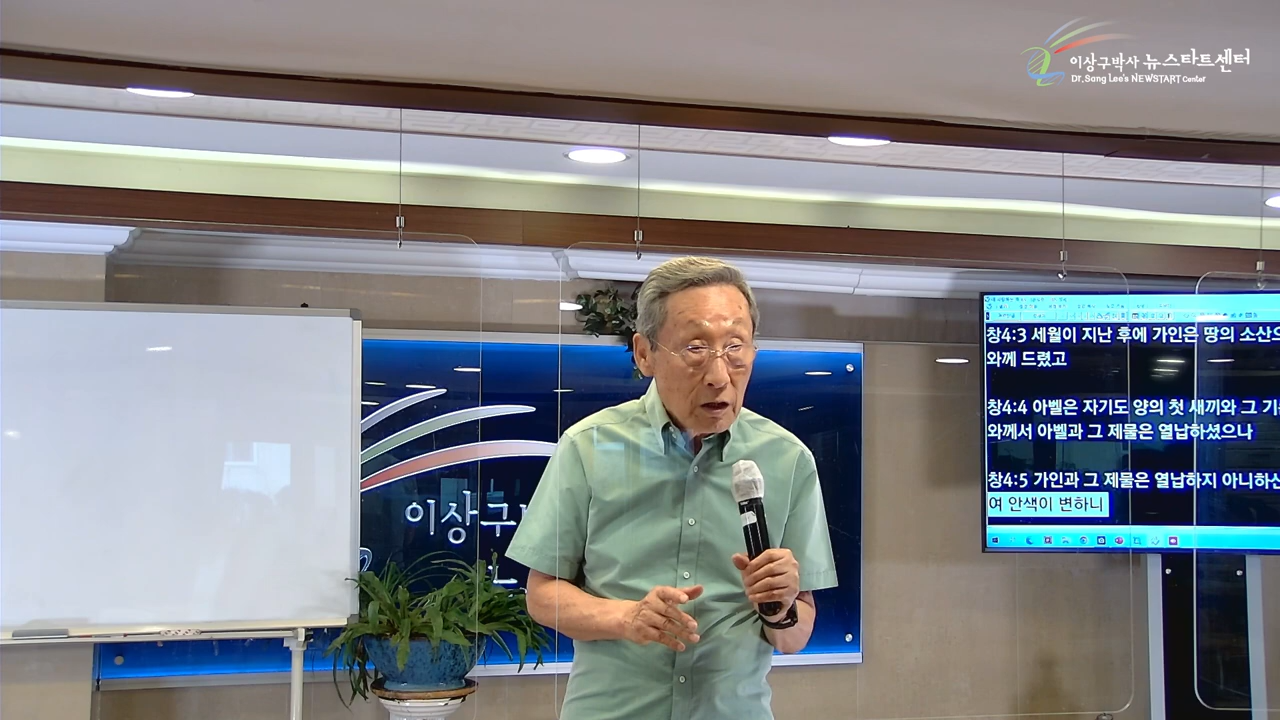 이상구박사 뉴스타트센터
Dr. Sang Lee's NEWSTART Center
창4:3 세월이 지난 후에 가인은 땅의 소산으
와께 드렸고
창4:4 아벨은 자기도 양의 첫 새끼와 그 기
와께서 아벨과 그 제물은 열납하셨으나
창4:5 가인과 그 제물은 열납하지 아니하신
여 안색이 변하니
이상구